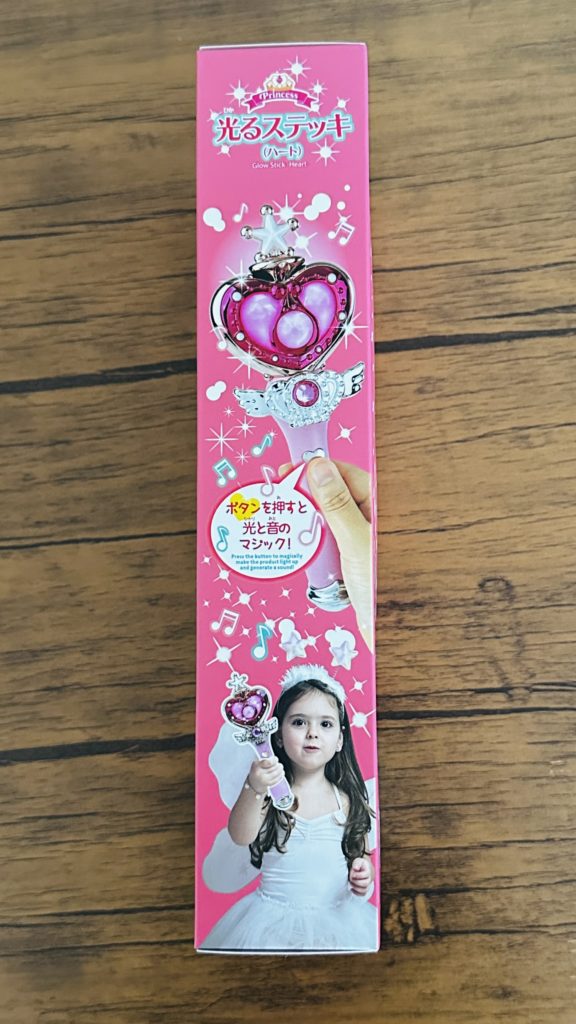 Princess
光るステッキ
(ハート)
Glow Stick Heart
ボタンを押すと
光と音の
マジック!
Press the button to magically
make the product light up
and generate a sound!